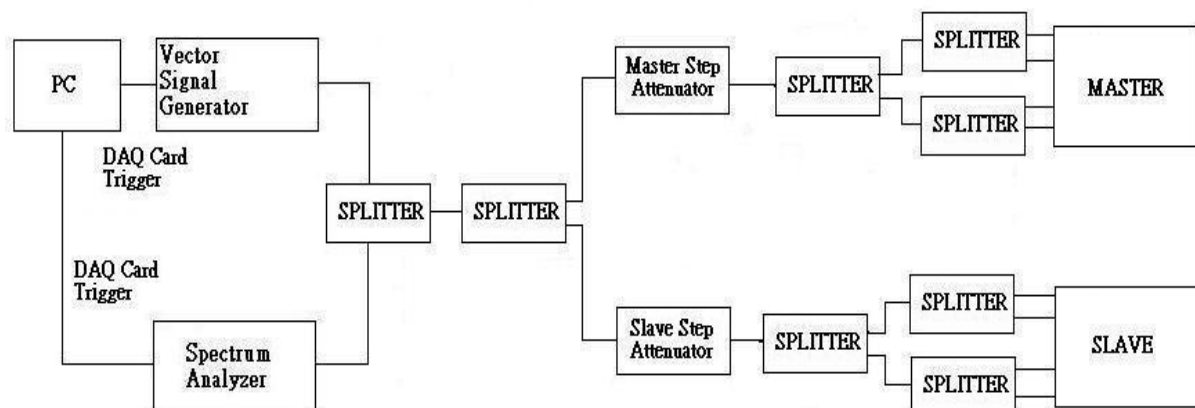 PC
Vector
Signal
Generator
DAQ Card
Trigger
DAQ Card
Trigger
Spectrum
Analyzer
SPLITTER
SPLITTER
Master Step
Attenuator
SPLITTER
SPLITTER
SPLITTER
MASTER
Slave Step
Attenuator
SPLITTER
SPLITTER
SPLITTER
SLAVE